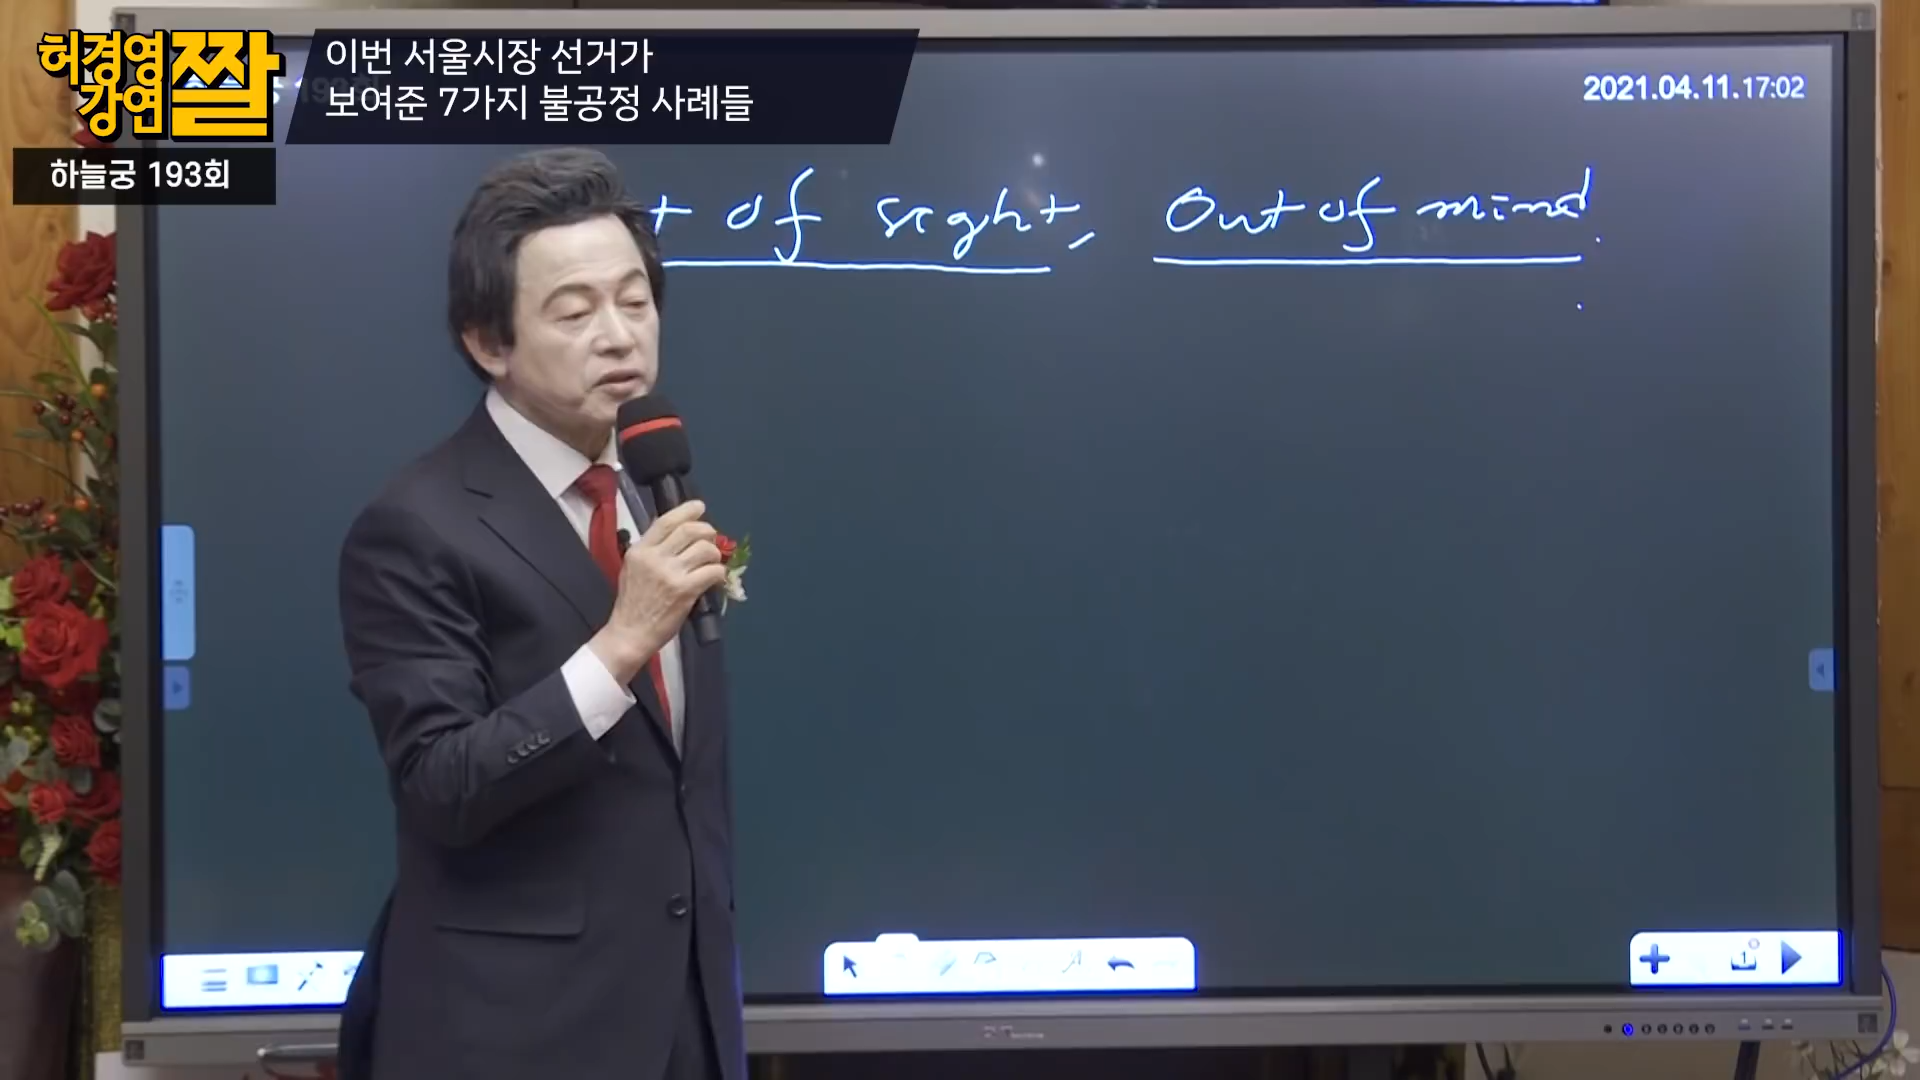 허경영
강연
짤
이번 서울시장 선거가
보여준 7가지 불공정 사례들
하늘궁 193회
2021.04.11.17:02
of sight, Out of mind.
1